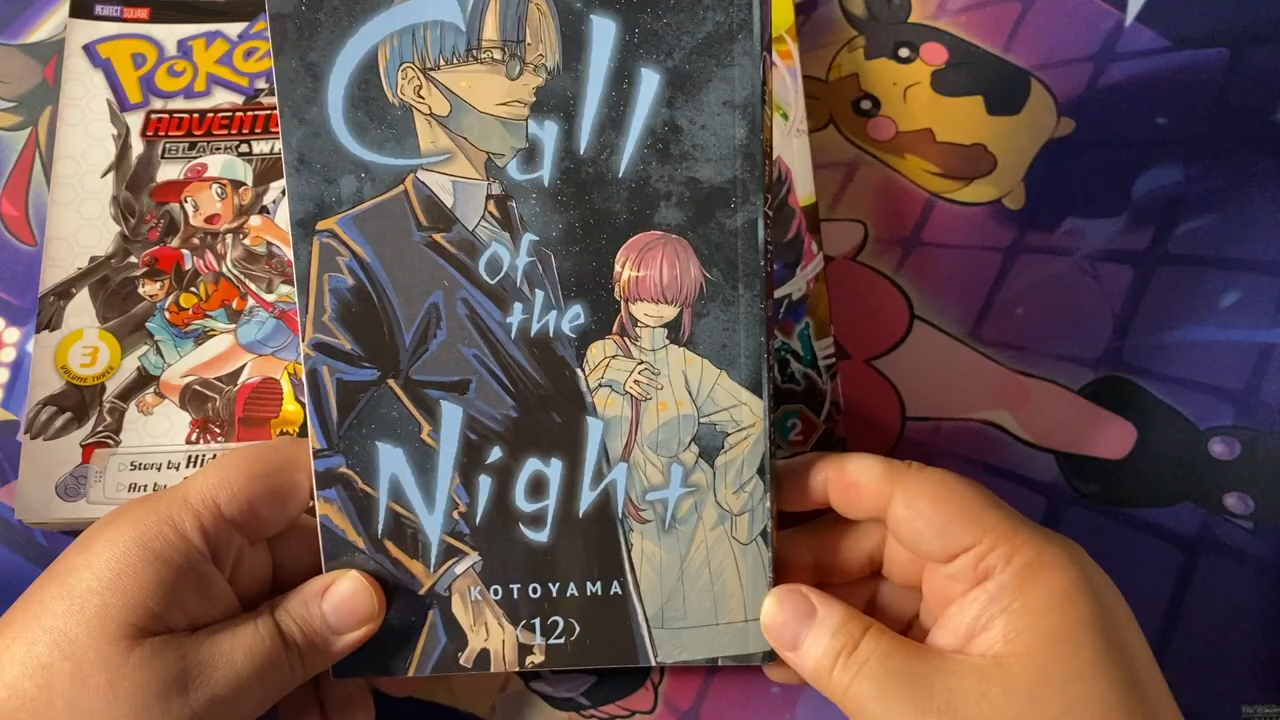 PERFECT SQUARE
POKé
ADVENTU
BLACK & W
3
VOLUME THREE
Story by Hid
Art by
Call
of
the
Night
KOTOYAMA
(12)
2